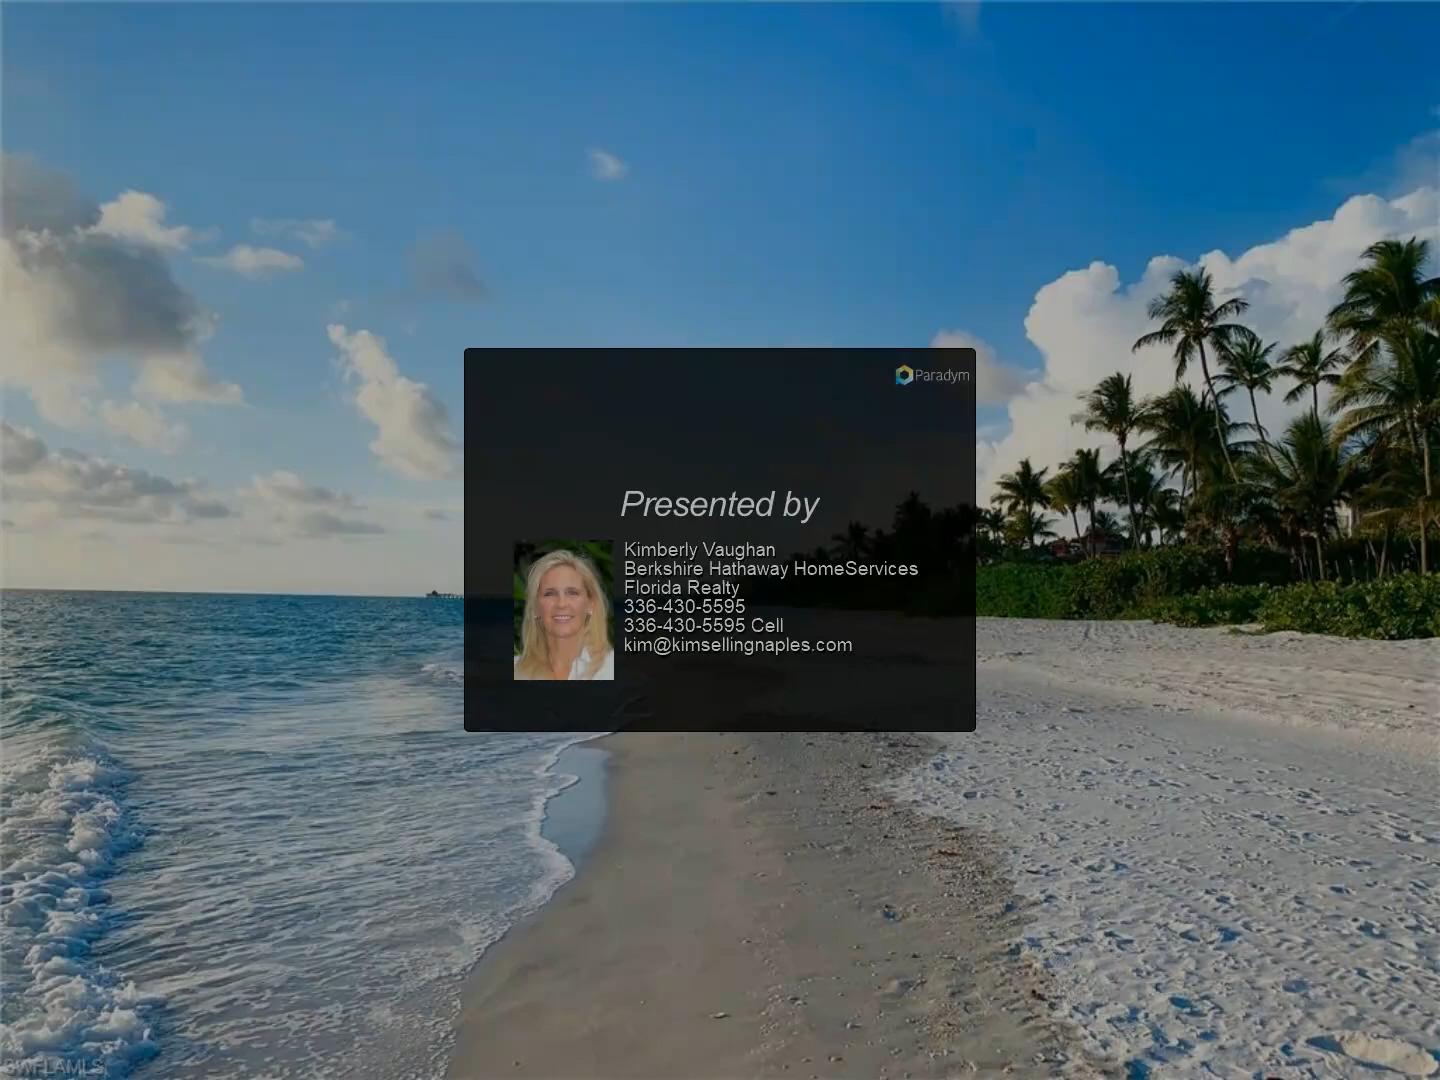 Paradym
Presented by
Kimberly Vaughan
Berkshire Hathaway HomeServices
Florida Realty
336-430-5595
336-430-5595 Cell
kim@kimsellingnaples.com
SWFLAMLS